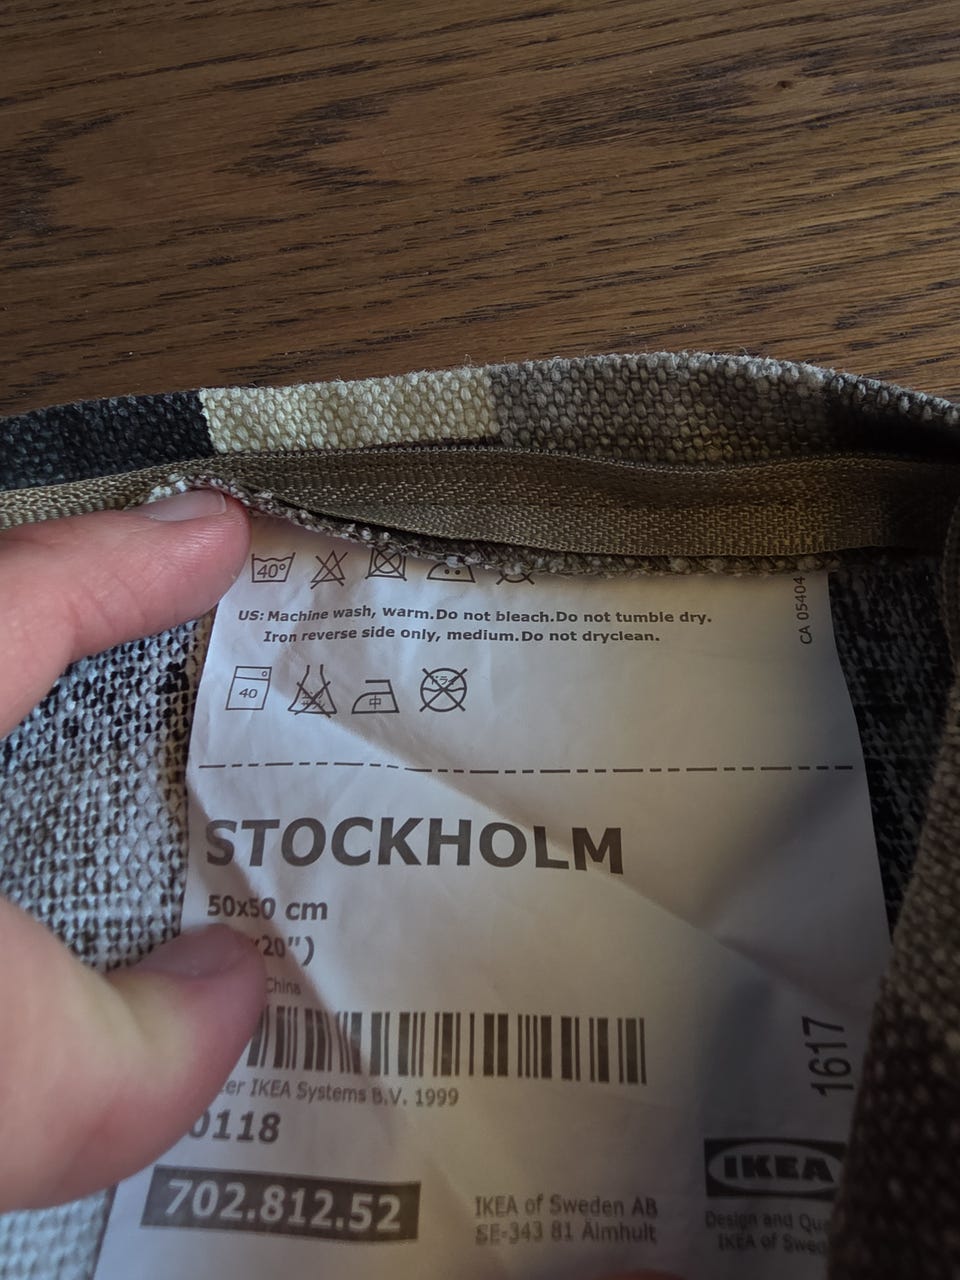 40°
US: Machine wash, warm.Do not bleach.Do not tumble dry.
Iron reverse side only, medium.Do not dryclean.
CA 05404
40
中
STOCKHOLM
50x50 cm
20")
China
IKEA Systems B.V. 1999
0118
702.812.52
1617
IKEA of Sweden AB
SE-343 81 Älmhult
IKEA
Design and
IKEA of